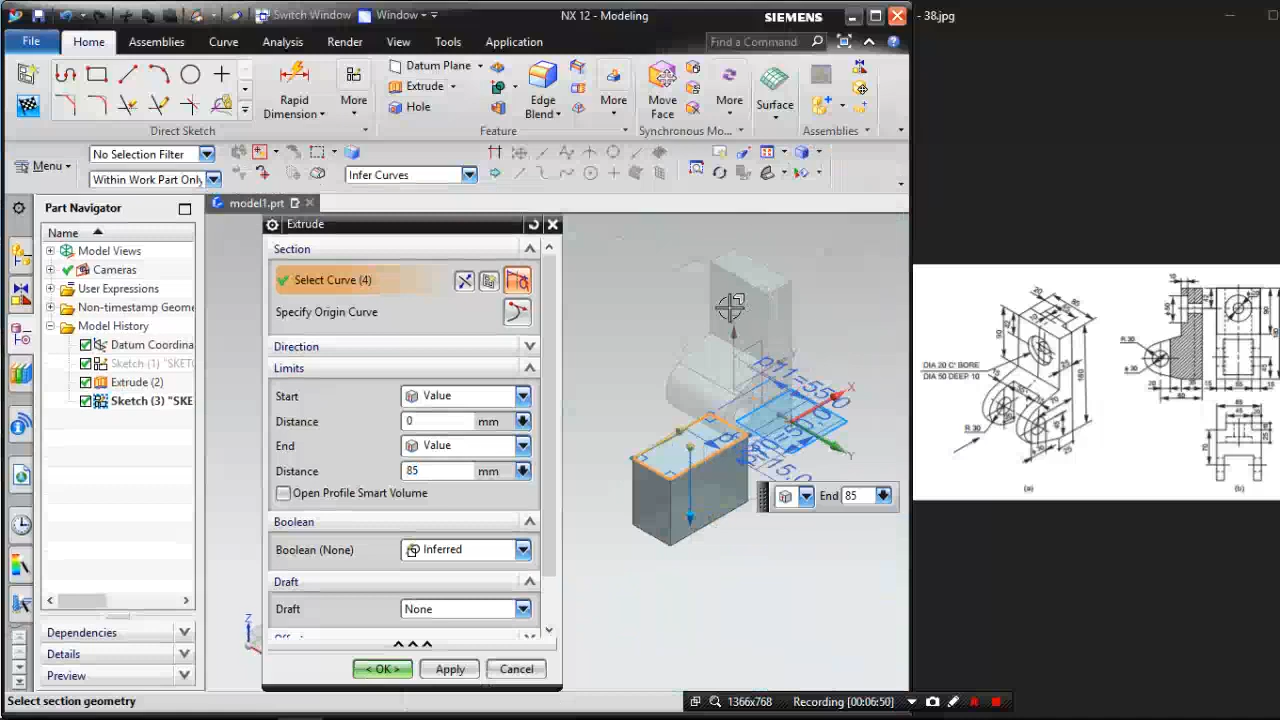 Switch Window Window NX 12 - Modeling SIEMENS - 38.jpg
File Home Assemblies Curve Analysis Render View Tools Application Find a Command
Datum Plane
Extrude
Hole
Rapid Dimension
More
Edge Blend
More
Move Face
More
Surface
Direct Sketch Feature Synchronous Mo... Assemblies
Menu No Selection Filter
Within Work Part Only Infer Curves
Part Navigator model1.prt
Name
Model Views
Cameras
User Expressions
Non-timestamp Geome
Model History
Datum Coordina
Sketch (1) "SKET
Extrude (2)
Sketch (3) "SKE
Dependencies
Details
Preview
Extrude
Section
Select Curve (4)
Specify Origin Curve
Direction
Limits
Start Value
Distance 0 mm
End Value
Distance 85 mm
Open Profile Smart Volume
Boolean
Boolean (None) Inferred
Draft
Draft None
< OK > Apply Cancel
p11=55.0
X
Y
Z
End 85
DIA 20 C' BORE
DIA 50 DEEP. 10
R 30
R 30
(a) (b)
Select section geometry
1366x768 Recording [00:06:50]